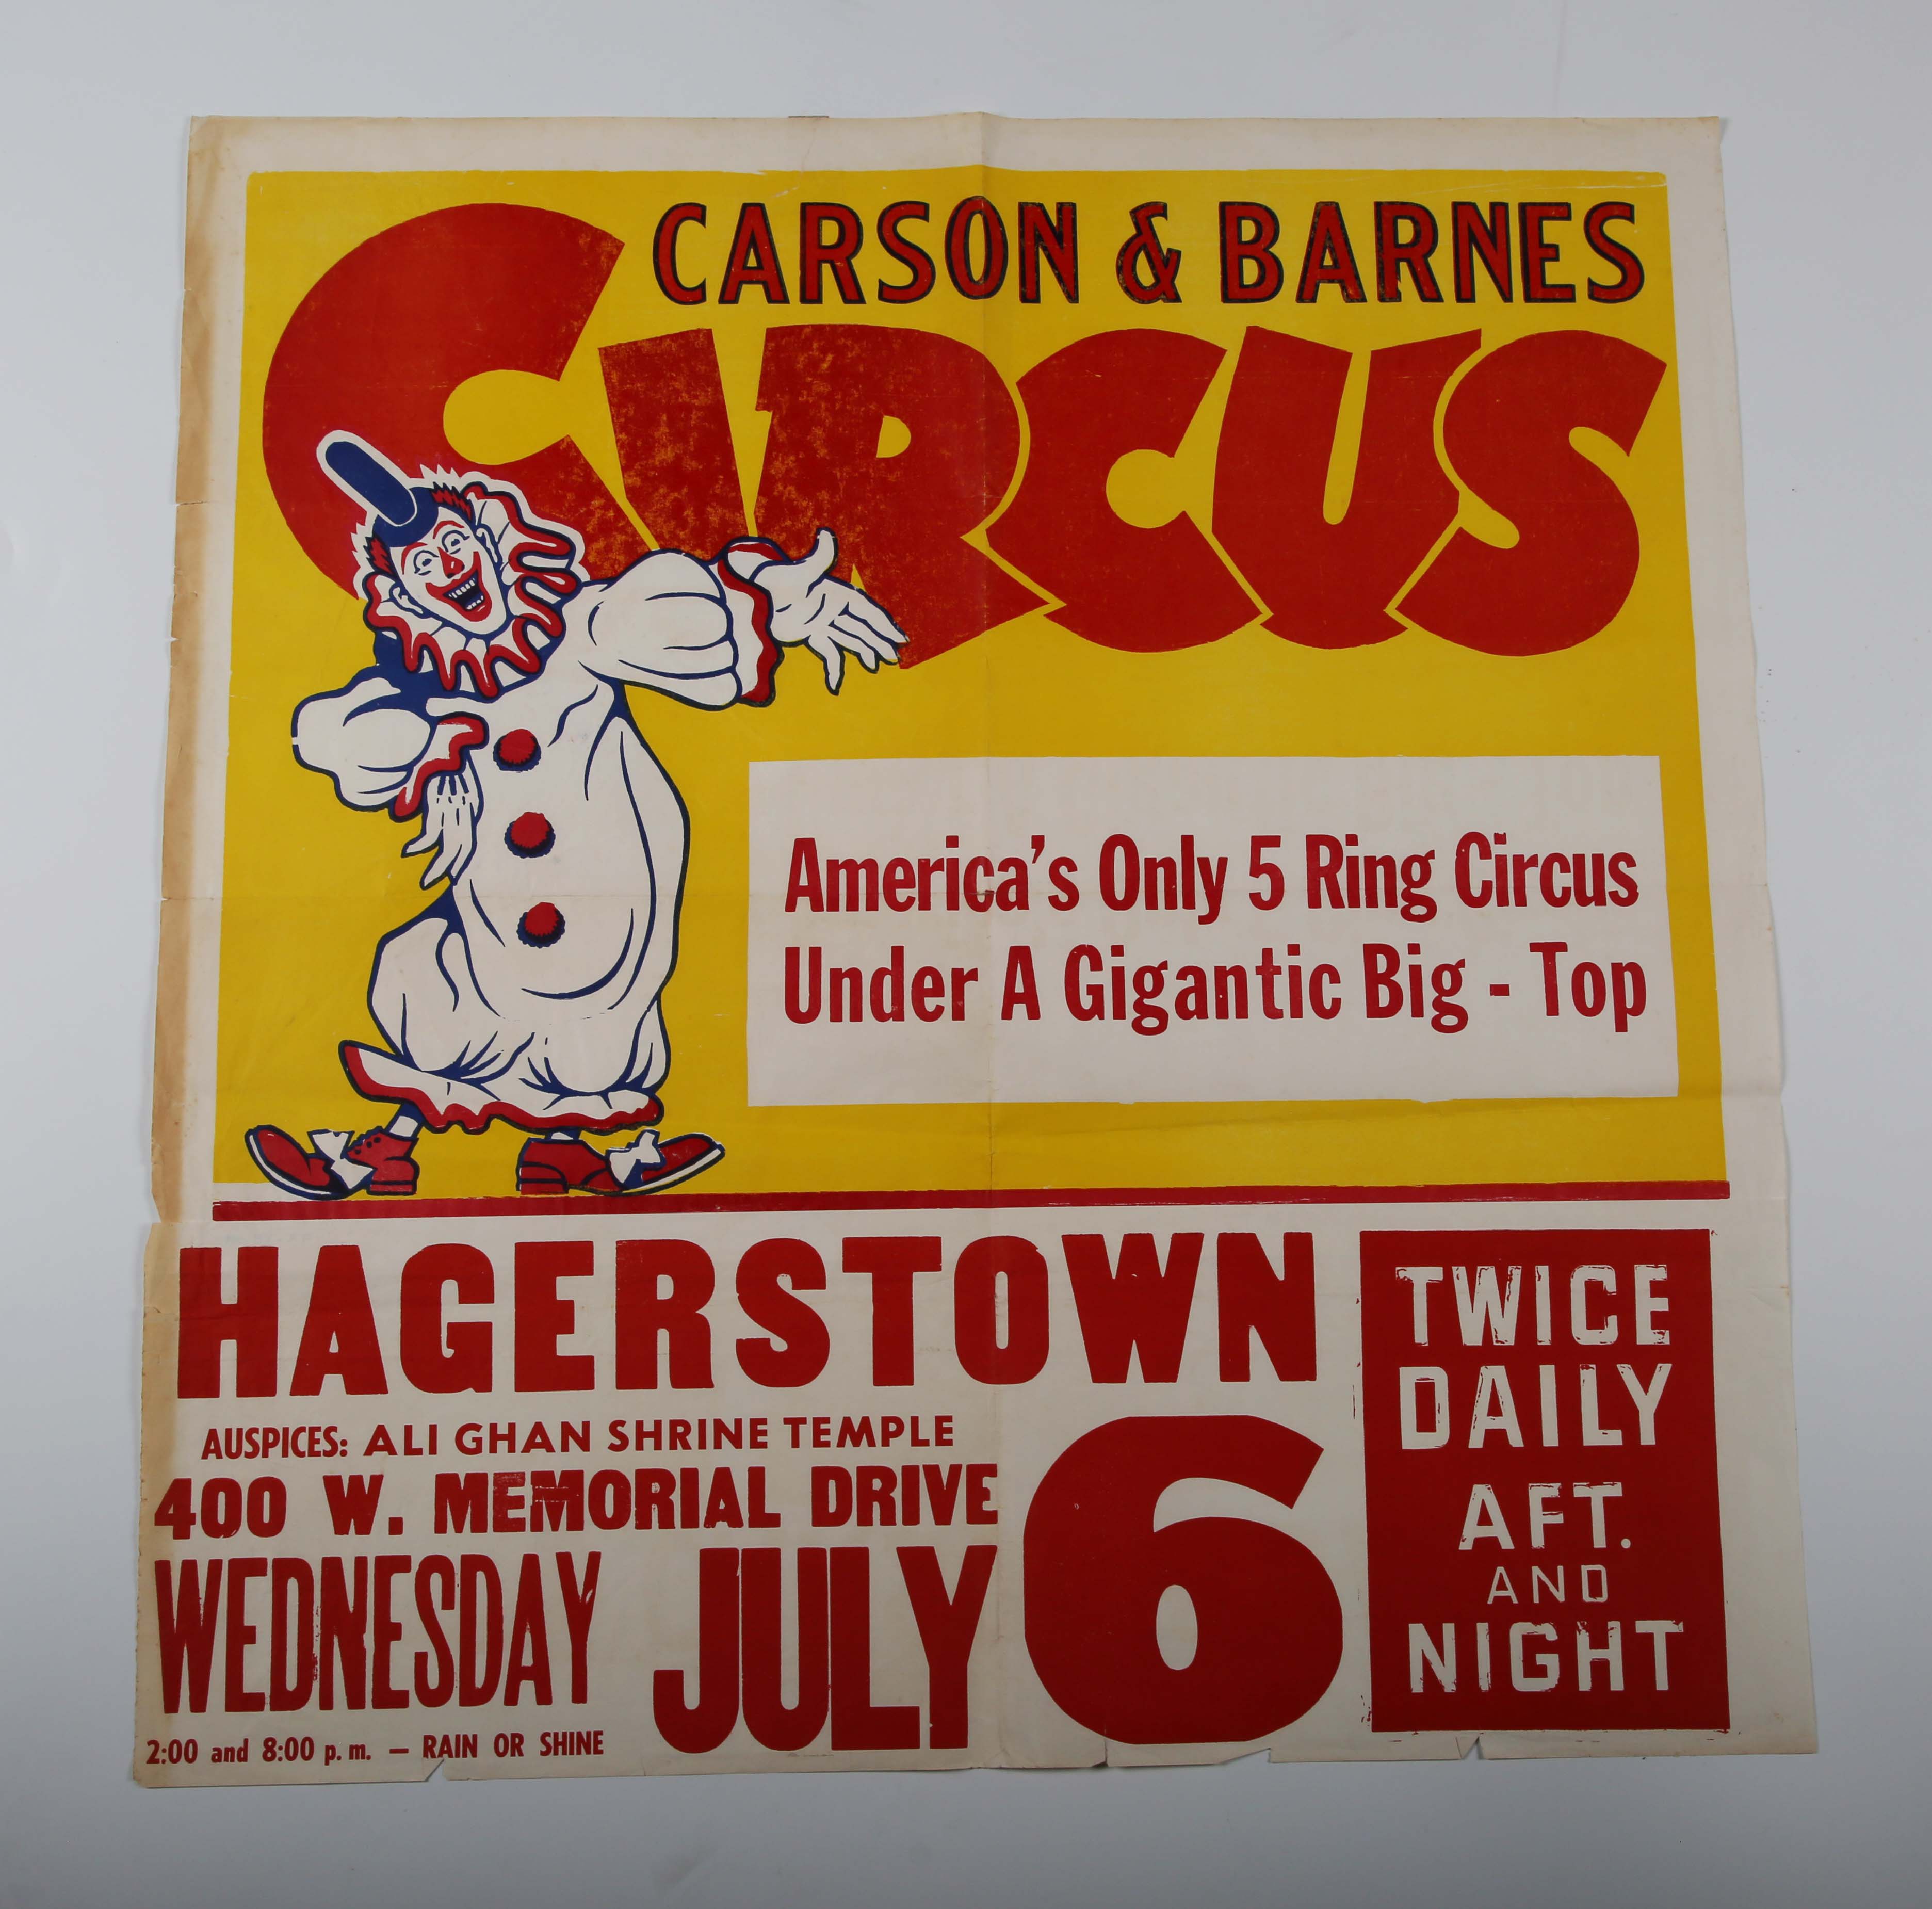 CARSON & BARNES
CIRCUS
America's Only 5 Ring Circus
Under A Gigantic Big - Top
HAGERSTOWN
AUSPICES: ALI GHAN SHRINE TEMPLE
400 W. MEMORIAL DRIVE
WEDNESDAY JULY 6
2:00 and 8:00 p. m. — RAIN OR SHINE
TWICE
DAILY
AFT.
AND
NIGHT